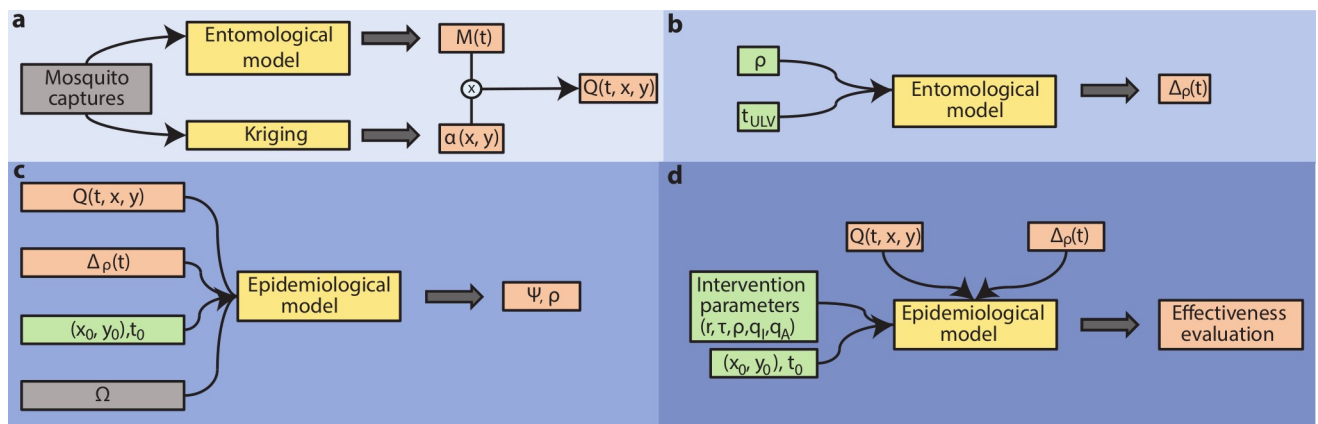 a
Mosquito
captures
Entomological
model
Kriging
M(t)
x
α(x, y)
Q(t, x, y)
b
ρ
tULV
Entomological
model
Δρ(t)
c
Q(t, x, y)
Δρ(t)
(x0, y0),t0
Ω
Epidemiological
model
Ψ, ρ
d
Q(t, x, y)
Δρ(t)
Intervention
parameters
(r,τ,ρ,qI,qA)
(x0, y0), t0
Epidemiological
model
Effectiveness
evaluation